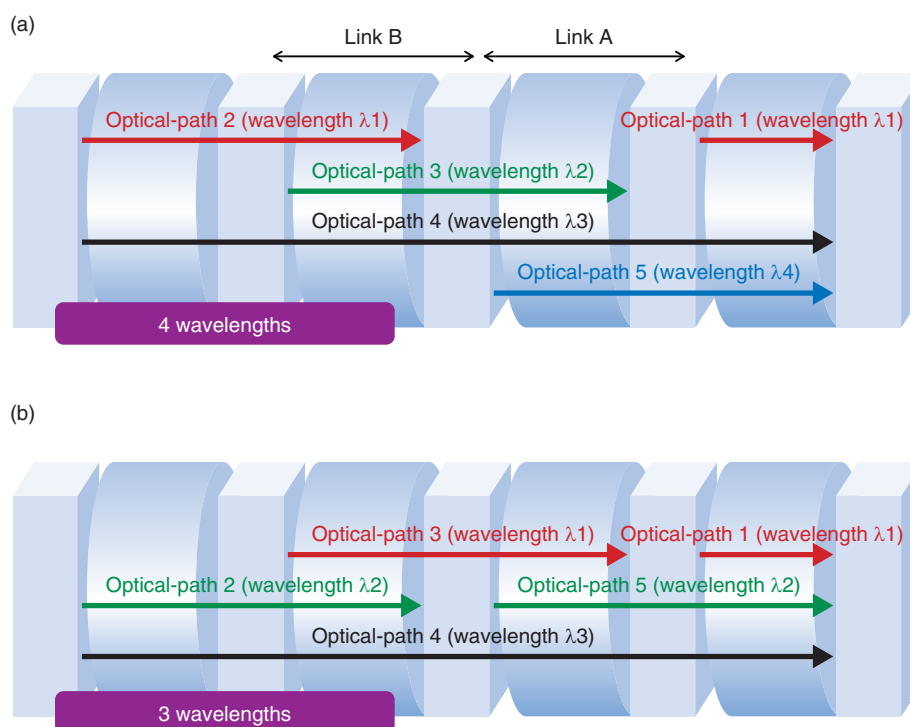 (a)
Link B
Link A
Optical-path 2 (wavelength λ1)
Optical-path 1 (wavelength λ1)
Optical-path 3 (wavelength λ2)
Optical-path 4 (wavelength λ3)
Optical-path 5 (wavelength λ4)
4 wavelengths
(b)
Optical-path 3 (wavelength λ1)
Optical-path 1 (wavelength λ1)
Optical-path 2 (wavelength λ2)
Optical-path 5 (wavelength λ2)
Optical-path 4 (wavelength λ3)
3 wavelengths